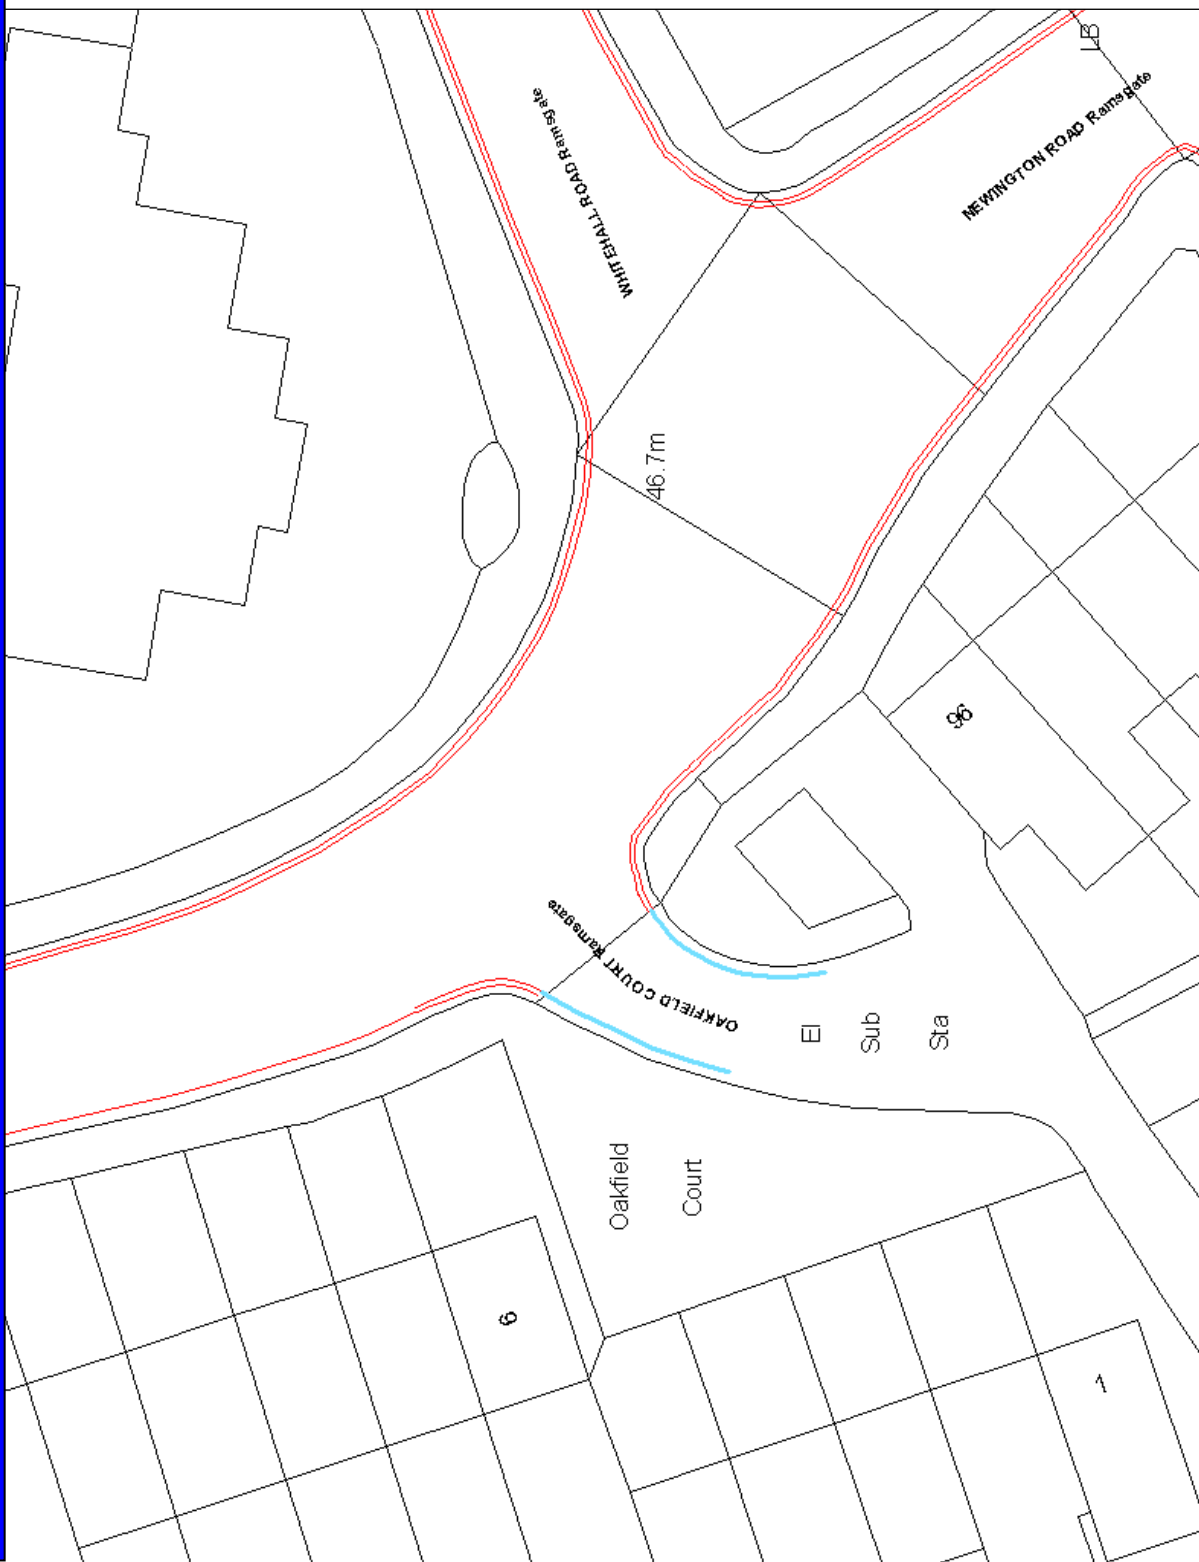 LB
WHITEHALL ROAD Ramsgate
NEWINGTON ROAD Ramsgate
46.7m
96
OAKFIELD COURT Ramsgate
El
Sub
Sta
Oakfield
Court
6
1